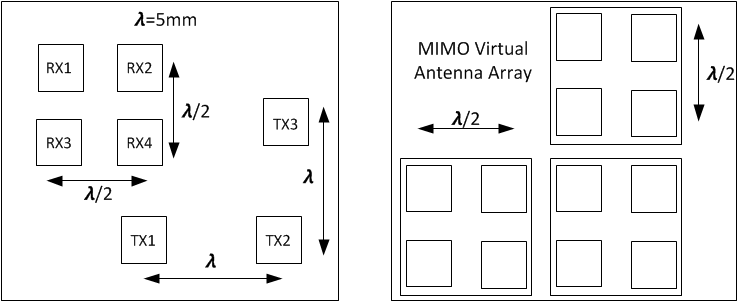 λ=5mm
RX1 RX2
λ/2
RX3 RX4
λ/2
TX3
λ
TX1 TX2
λ
MIMO Virtual
Antenna Array
λ/2
λ/2